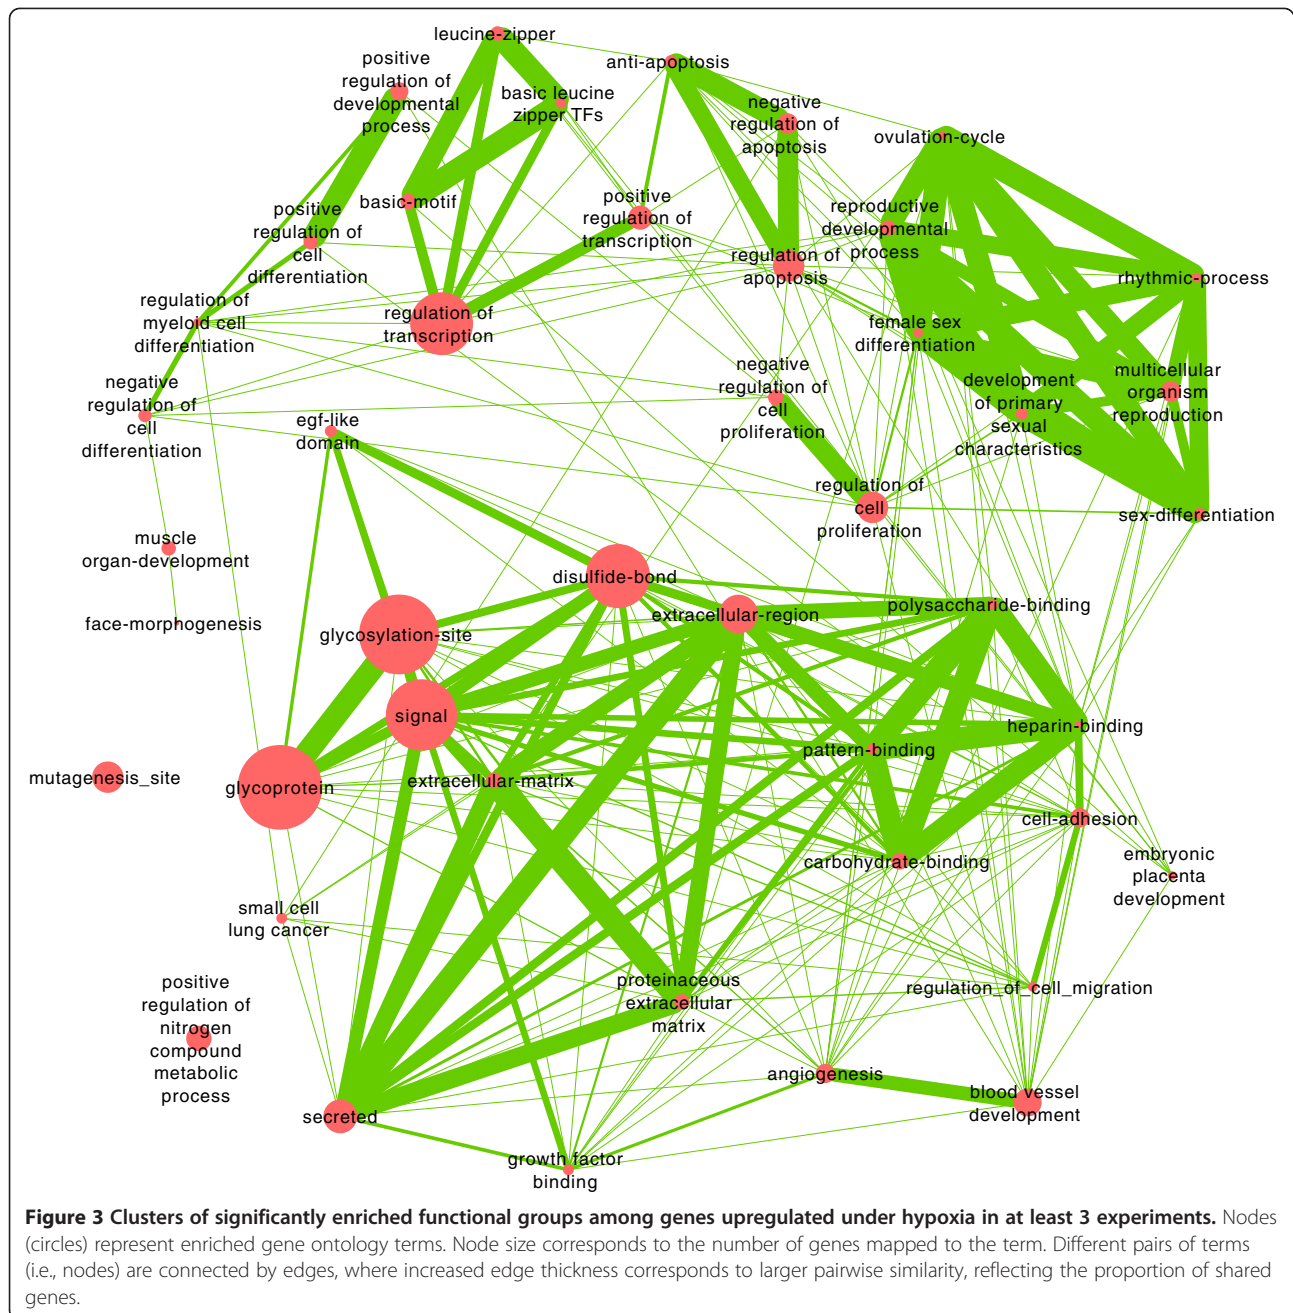 leucine-zipper
positive
regulation of
developmental
process
basic leucine
zipper TFs
anti-apoptosis
negative
regulation of
apoptosis
ovulation-cycle
basic-motif
positive
regulation of
cell
differentiation
positive
regulation of
transcription
reproductive
developmental
process
regulation of
apoptosis
rhythmic-process
regulation of
myeloid cell
differentiation
regulation of
transcription
female sex
differentiation
negative
regulation of
cell
differentiation
egf-like
domain
negative
regulation of
cell
proliferation
development
of primary
sexual
characteristics
multicellular
organism
reproduction
regulation of
cell
proliferation
sex-differentiation
muscle
organ-development
disulfide-bond
extracellular-region
polysaccharide-binding
face-morphogenesis
glycosylation-site
signal
heparin-binding
pattern-binding
mutagenesis_site
glycoprotein
extracellular-matrix
cell-adhesion
carbohydrate-binding
embryonic
placenta
development
small cell
lung cancer
positive
regulation of
nitrogen
compound
metabolic
process
proteinaceous
extracellular
matrix
regulation_of_cell_migration
angiogenesis
blood vessel
development
secreted
growth factor
binding
Figure 3 Clusters of significantly enriched functional groups among genes upregulated under hypoxia in at least 3 experiments. Nodes
(circles) represent enriched gene ontology terms. Node size corresponds to the number of genes mapped to the term. Different pairs of terms
(i.e., nodes) are connected by edges, where increased edge thickness corresponds to larger pairwise similarity, reflecting the proportion of shared
genes.